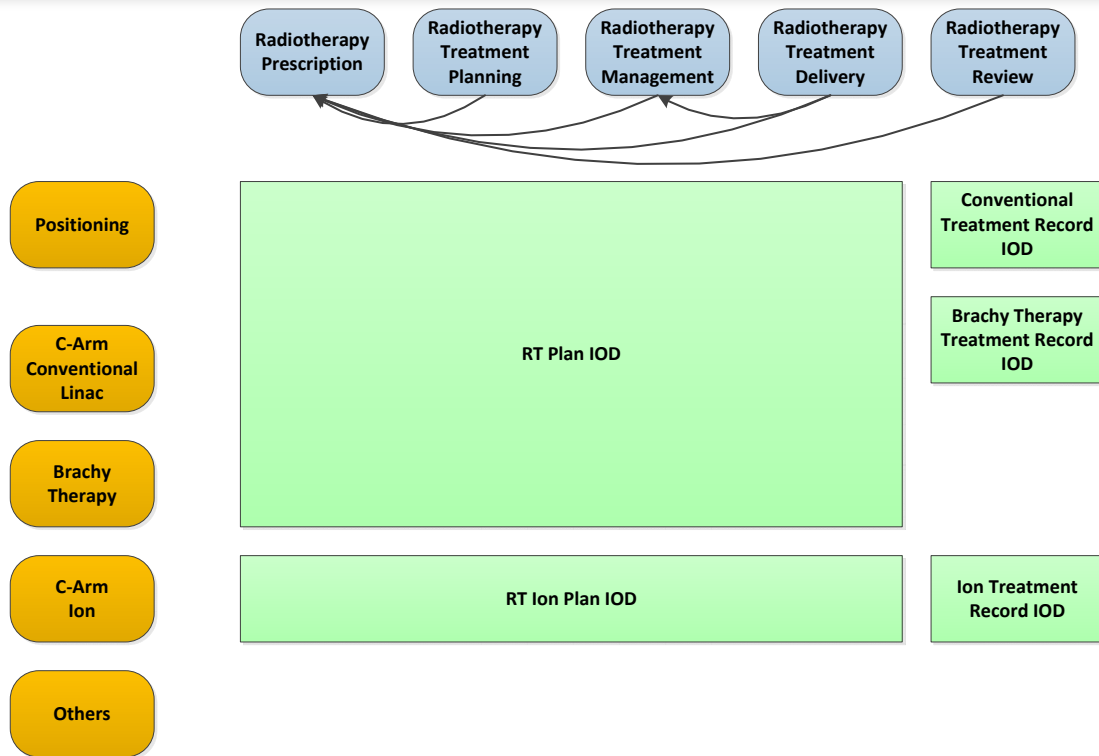 Radiotherapy
Prescription
Radiotherapy
Treatment
Planning
Radiotherapy
Treatment
Management
Radiotherapy
Treatment
Delivery
Radiotherapy
Treatment
Review
Positioning
Conventional
Treatment Record
IOD
RT Plan IOD
Brachy Therapy
Treatment Record
IOD
C-Arm
Conventional
Linac
Brachy
Therapy
C-Arm
Ion
RT Ion Plan IOD
Ion Treatment
Record IOD
Others